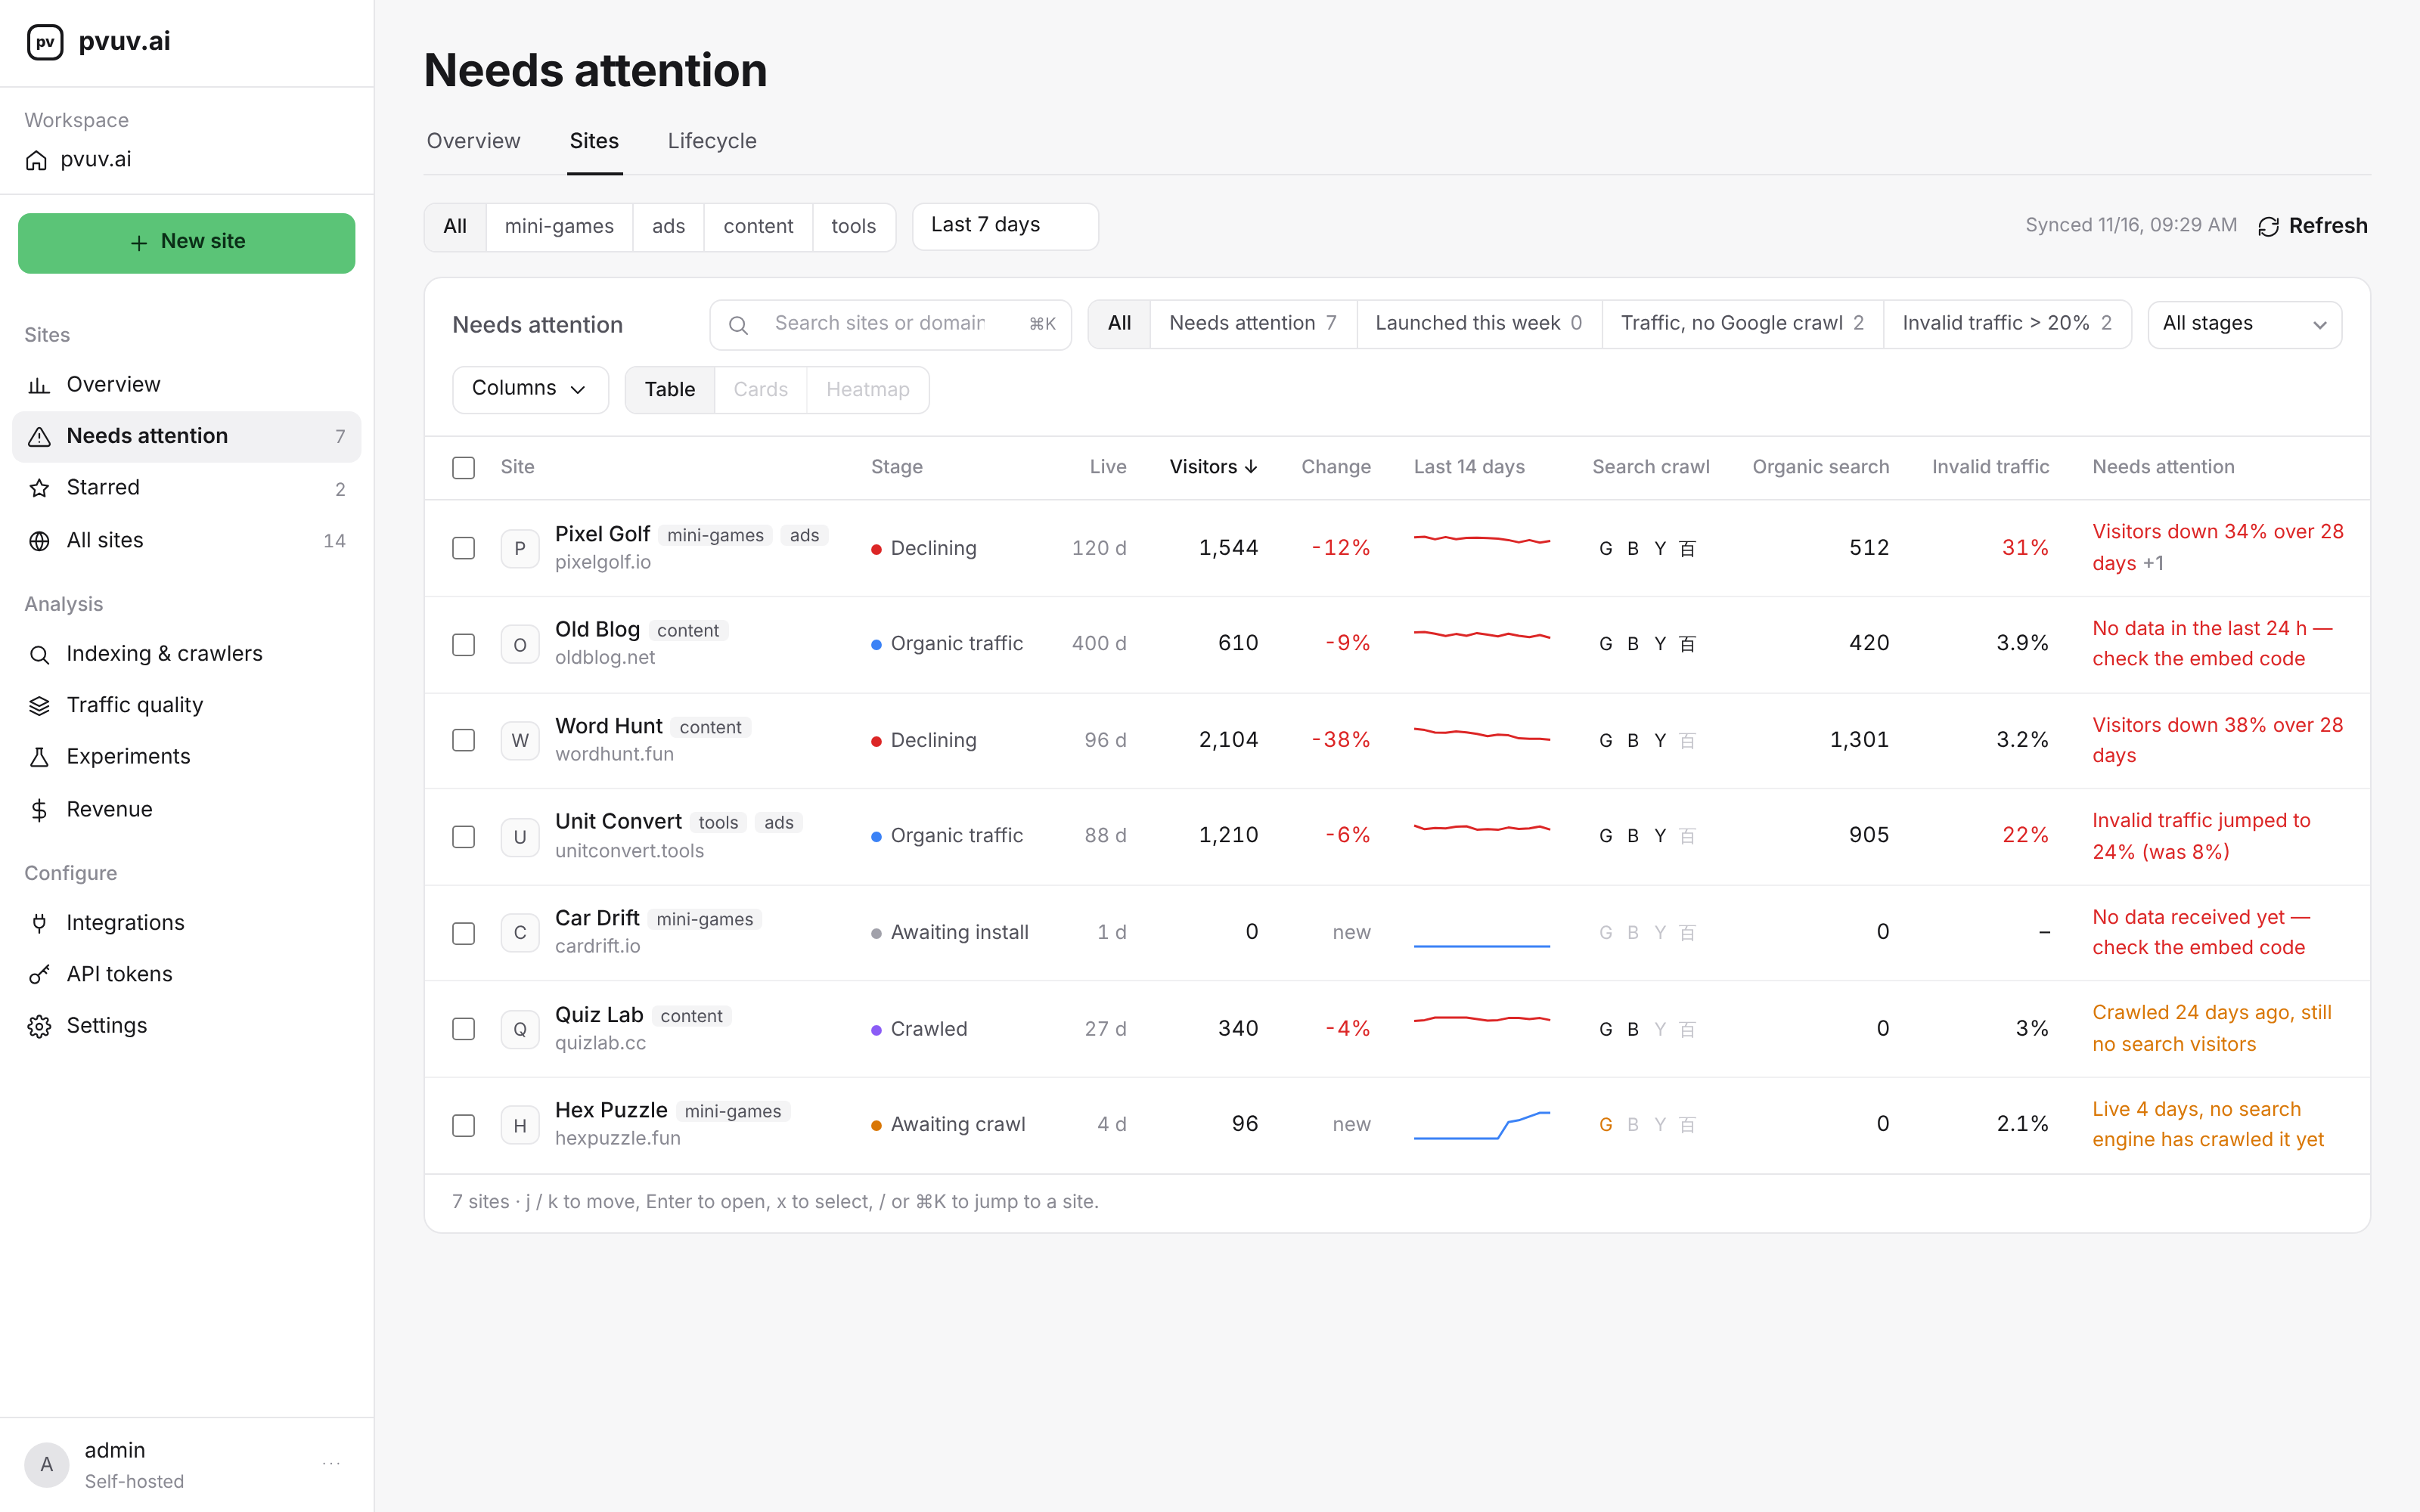 pv pvuv.ai
Workspace
pvuv.ai
+ New site
Sites
Overview
Needs attention 7
Starred 2
All sites 14
Analysis
Indexing & crawlers
Traffic quality
Experiments
Revenue
Configure
Integrations
API tokens
Settings
A admin
Self-hosted
...
Needs attention
Overview Sites Lifecycle
All mini-games ads content tools Last 7 days Synced 11/16, 09:29 AM Refresh
Needs attention Search sites or domain ⌘K All Needs attention 7 Launched this week 0 Traffic, no Google crawl 2 Invalid traffic > 20% 2 All stages
Columns Table Cards Heatmap
Site Stage Live Visitors ↓ Change Last 14 days Search crawl Organic search Invalid traffic Needs attention
P Pixel Golf mini-games ads Declining 120 d 1,544 -12% G B Y 百 512 31% Visitors down 34% over 28
pixelgolf.io days +1
O Old Blog content Organic traffic 400 d 610 -9% G B Y 百 420 3.9% No data in the last 24 h —
oldblog.net check the embed code
W Word Hunt content Declining 96 d 2,104 -38% G B Y 百 1,301 3.2% Visitors down 38% over 28
wordhunt.fun days
U Unit Convert tools ads Organic traffic 88 d 1,210 -6% G B Y 百 905 22% Invalid traffic jumped to
unitconvert.tools 24% (was 8%)
C Car Drift mini-games Awaiting install 1 d 0 new G B Y 百 0 – No data received yet —
cardrift.io check the embed code
Q Quiz Lab content Crawled 27 d 340 -4% G B Y 百 0 3% Crawled 24 days ago, still
quizlab.cc no search visitors
H Hex Puzzle mini-games Awaiting crawl 4 d 96 new G B Y 百 0 2.1% Live 4 days, no search
hexpuzzle.fun engine has crawled it yet
7 sites · j / k to move, Enter to open, x to select, / or ⌘K to jump to a site.